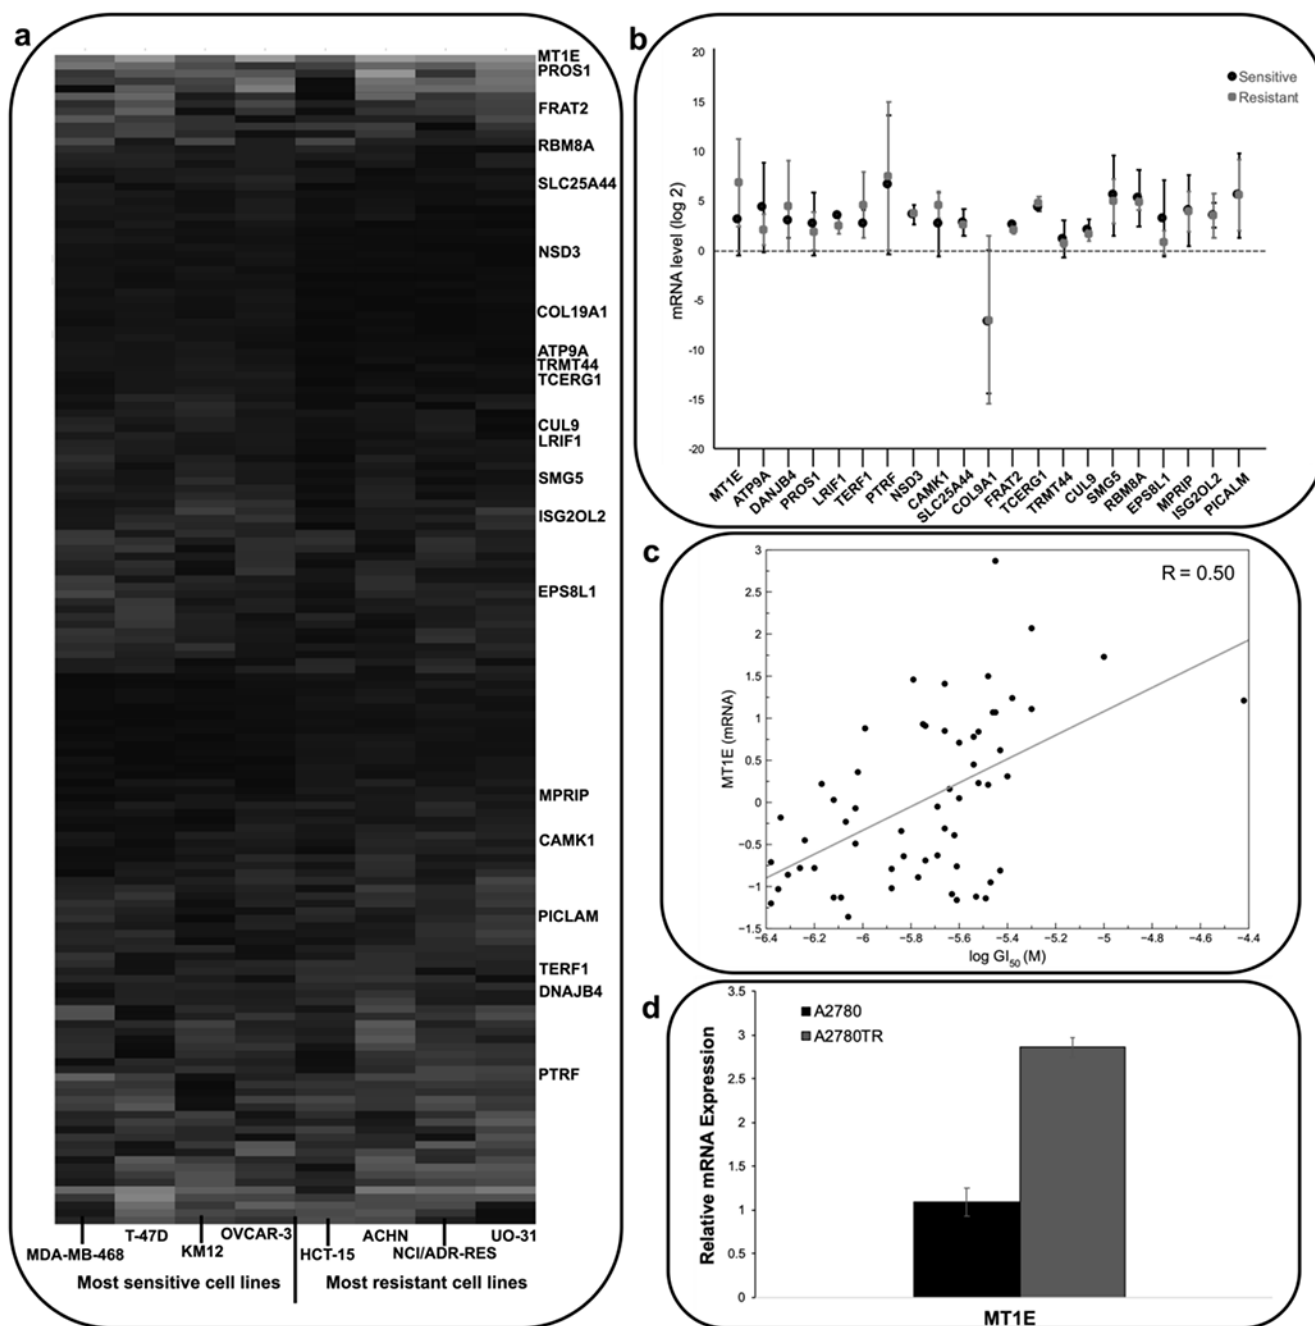 a
MT1E
PROS1
FRAT2
RBM8A
SLC25A44
NSD3
COL19A1
ATP9A
TRMT44
TCERG1
CUL9
LRIF1
SMG5
ISG2OL2
EPS8L1
MPRIP
CAMK1
PICLAM
TERF1
DNAJB4
PTRF
MDA-MB-468
T-47D
KM12
OVCAR-3
HCT-15
ACHN
NCI/ADR-RES
UO-31
Most sensitive cell lines
Most resistant cell lines
b
mRNA level (log 2)
20
15
10
5
0
-5
-10
-15
-20
Sensitive
Resistant
MT1E
ATP9A
DANJB4
PROS1
LRIF1
TERF1
PTRF
NSD3
CAMK1
SLC25A44
COL9A1
FRAT2
TCERG1
TRMT44
CUL9
SMG5
RBM8A
EPS8L1
MPRIP
ISG2OL2
PICALM
c
R = 0.50
MT1E (mRNA)
3
2.5
2
1.5
1
0.5
0
−0.5
−1
−1.5
−6.4
−6.2
−6
−5.8
−5.6
−5.4
−5.2
−5
−4.8
−4.6
−4.4
log GI50 (M)
d
Relative mRNA Expression
3.5
3
2.5
2
1.5
1
0.5
0
A2780
A2780TR
MT1E